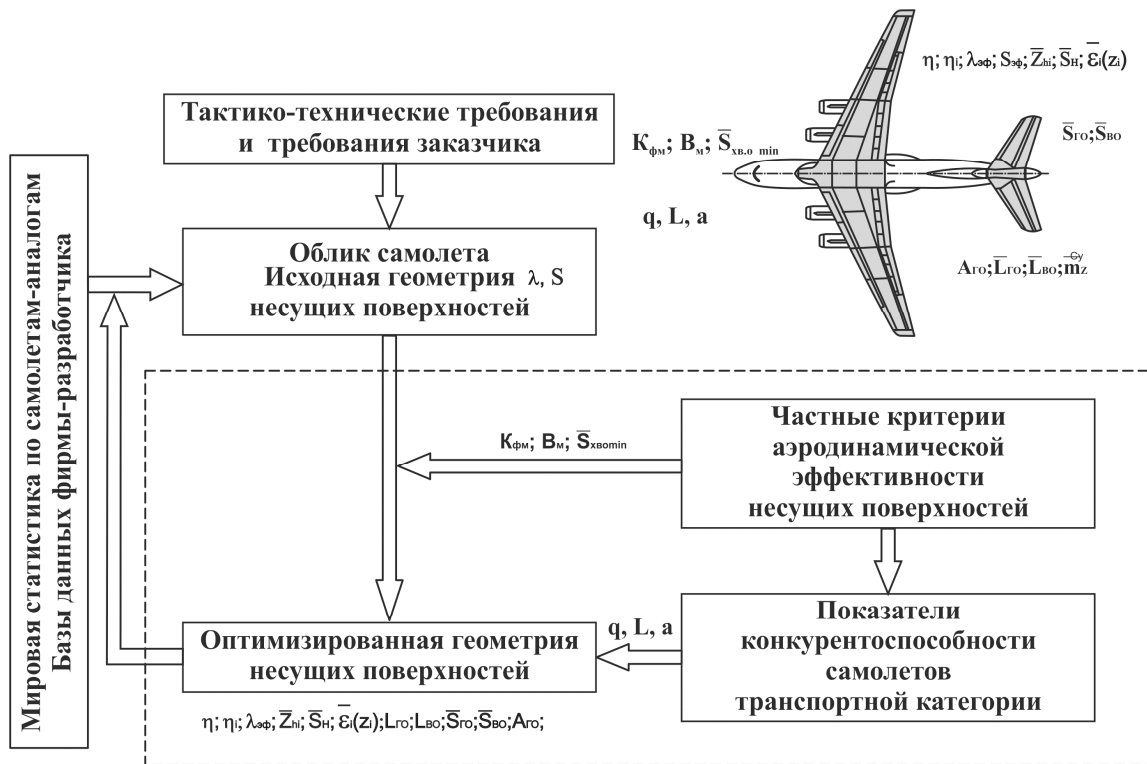 η; ηi; λэф; Sэф; Z̅hi; S̅н; ε̅i(zi)
Тактико-технические требования
и требования заказчика
Kфм; Bм; S̅хв.о min
S̅ГО; S̅ВО
q, L, a
AГО; L̅ГО; L̅ВО; m̅z^Cy
Мировая статистика по самолетам-аналогам
Базы данных фирмы-разработчика
Облик самолета
Исходная геометрия λ, S
несущих поверхностей
Частные критерии
аэродинамической
эффективности
несущих поверхностей
Kфм; Bм; S̅хвоmin
Показатели
конкурентоспособности
самолетов
транспортной категории
q, L, a
Оптимизированная геометрия
несущих поверхностей
η; ηi; λэф; Z̅hi; S̅н; ε̅i(zi); LГО; LВО; S̅ГО; S̅ВО; AГО;